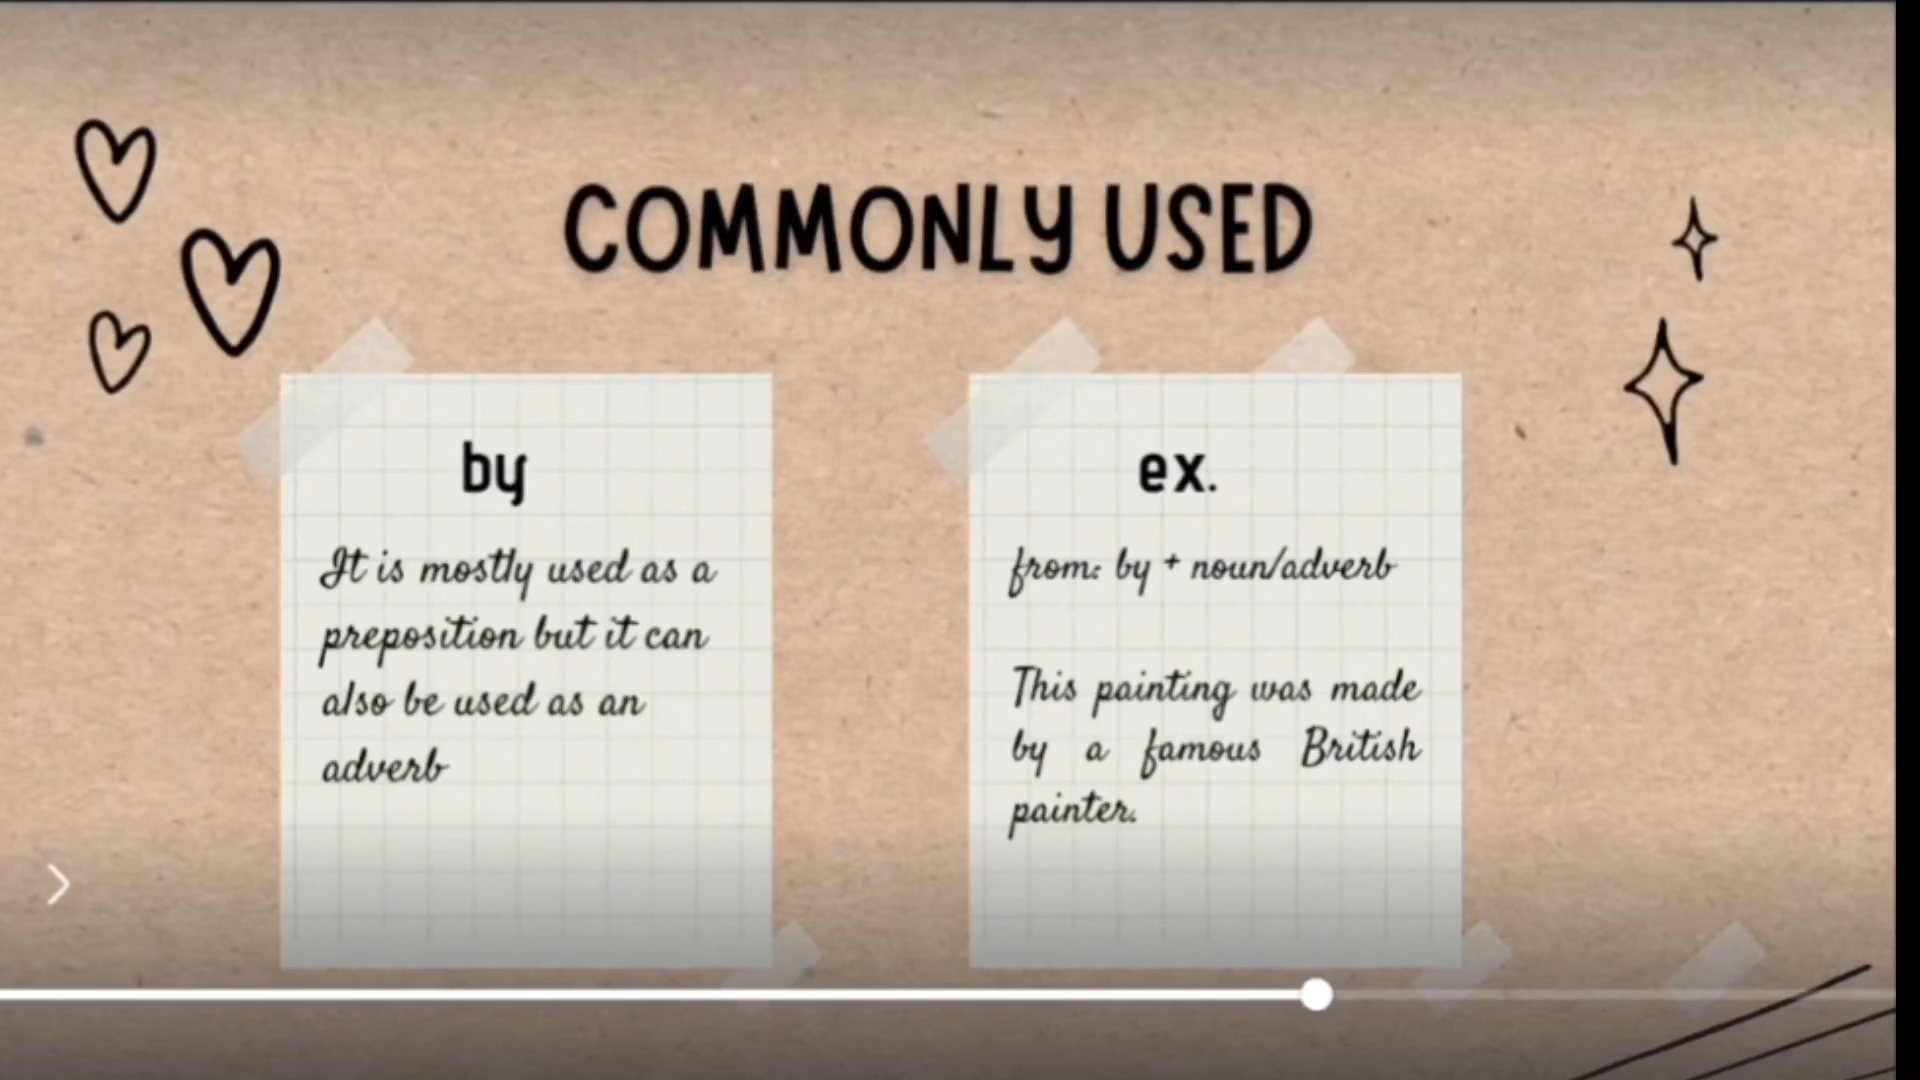 COMMONLY USED
by
It is mostly used as a
preposition but it can
also be used as an
adverb
ex.
from: by + noun/adverb
This painting was made
by a famous British
painter.